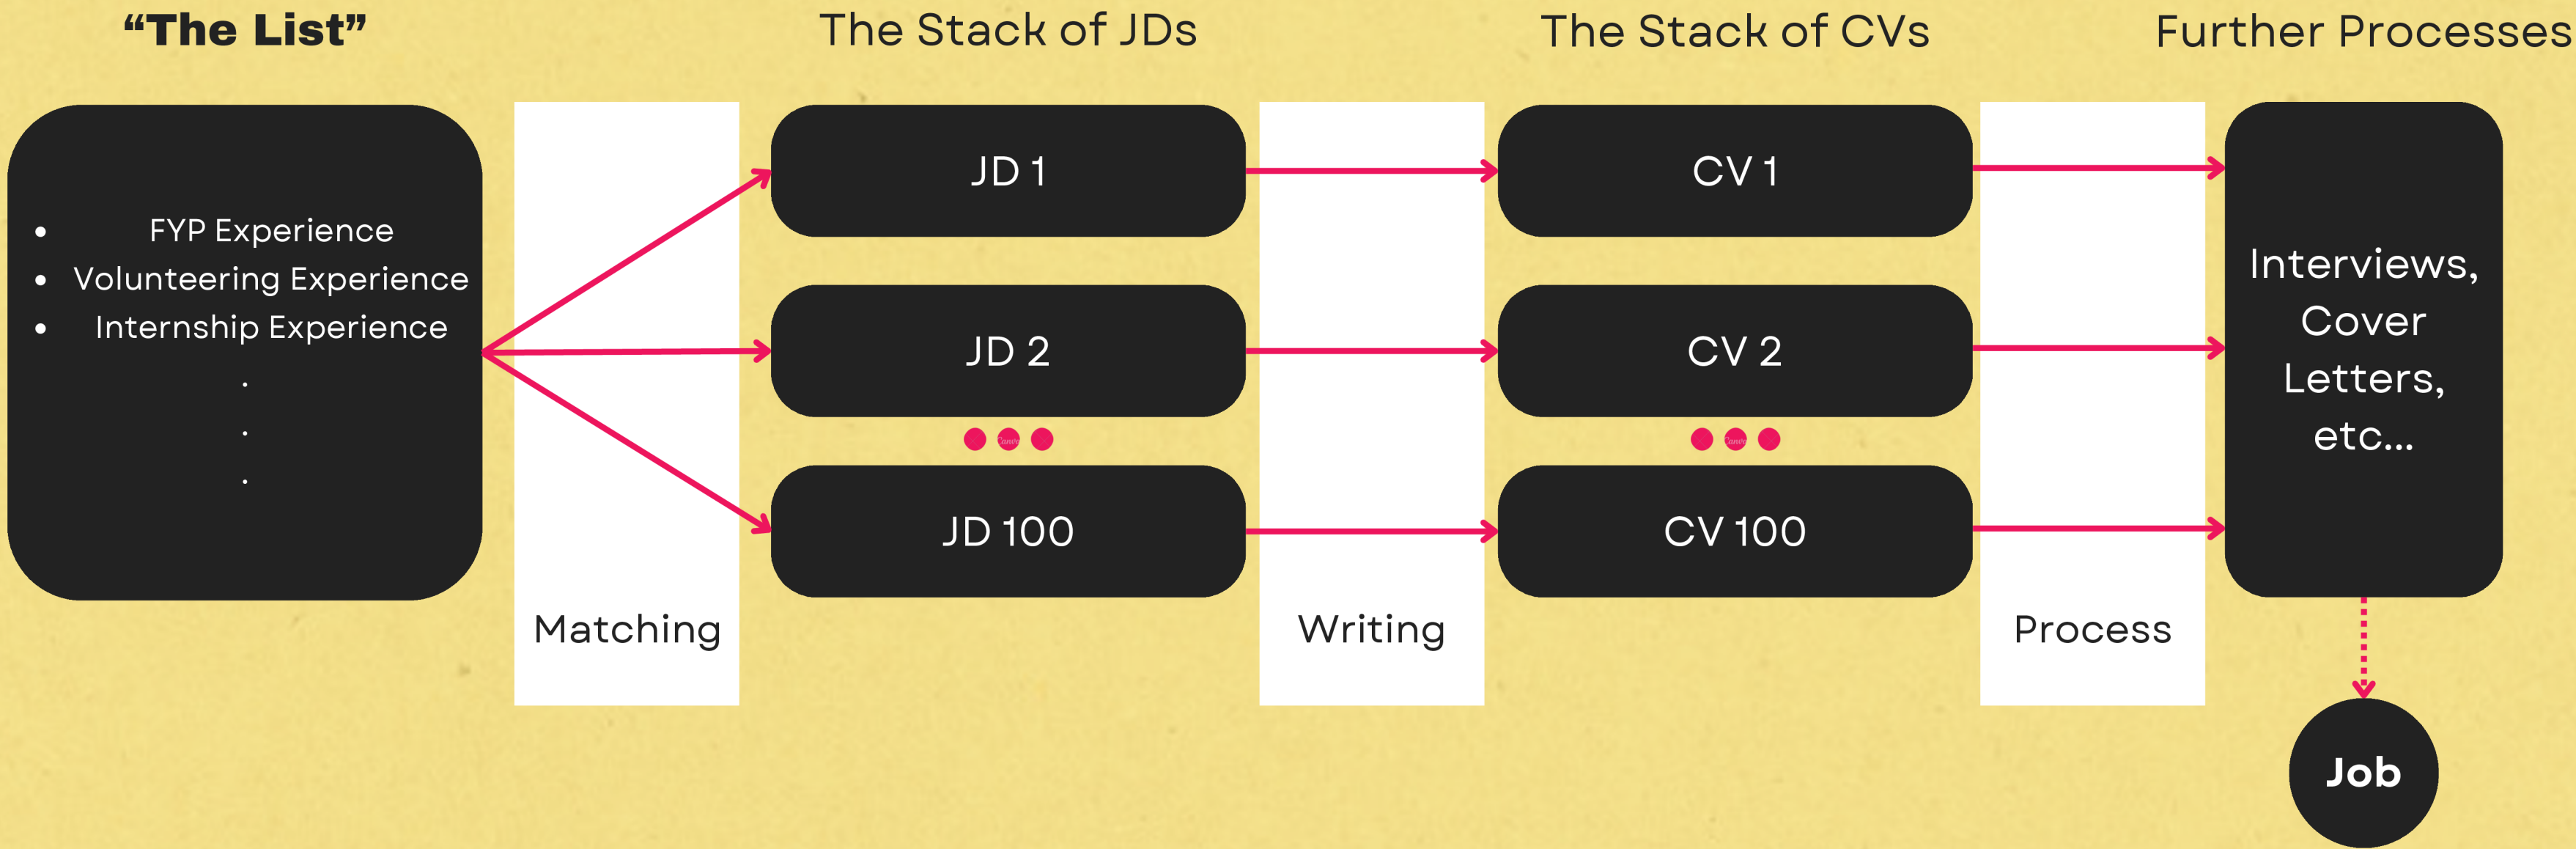 “The List”
The Stack of JDs
The Stack of CVs
Further Processes
• FYP Experience
• Volunteering Experience
• Internship Experience
.
.
.
Matching
JD 1
JD 2
Canva
JD 100
Writing
CV 1
CV 2
Canva
CV 100
Process
Interviews,
Cover
Letters,
etc...
Job